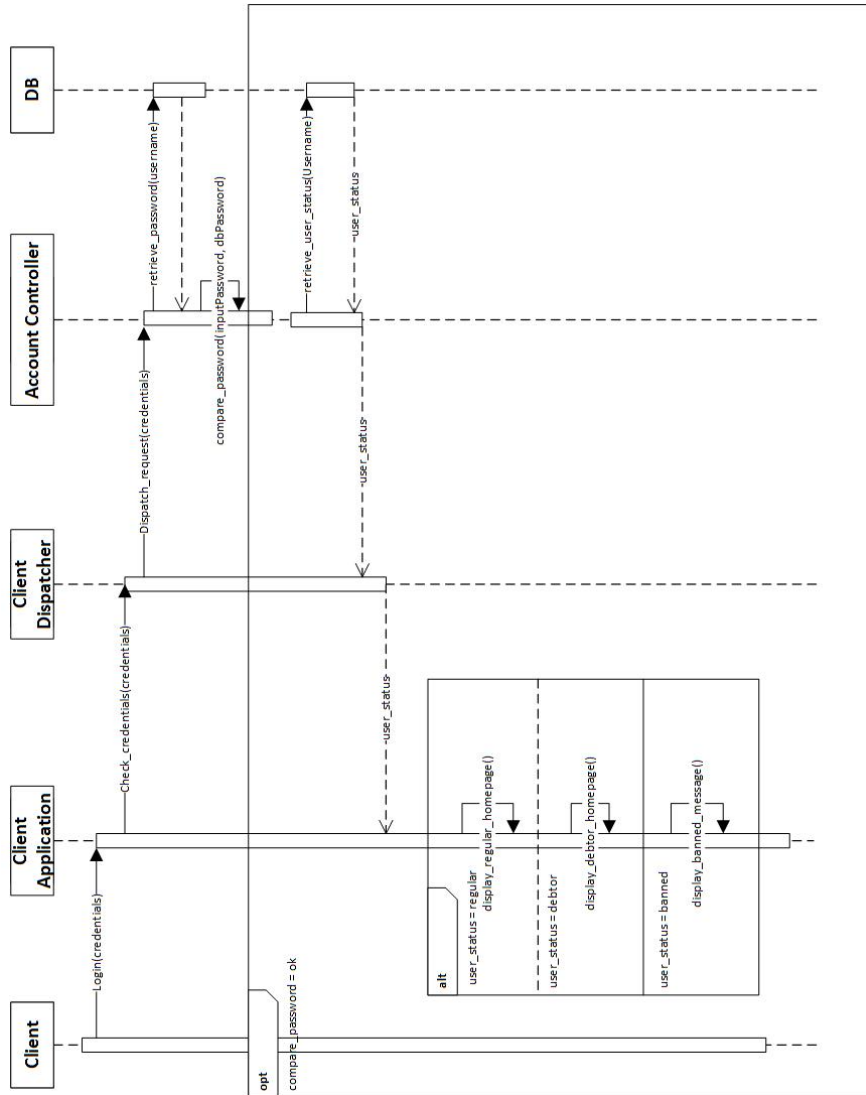 Client
Client
Application
Client
Dispatcher
Account Controller
DB
Login(credentials)
Check_credentials(credentials)
Dispatch_request(credentials)
retrieve_password(username)
compare_password(inputPassword, dbPassword)
opt
compare_password = ok
retrieve_user_status(Username)
user_status
user_status
user_status
alt
user_status = regular
display_regular_homepage()
user_status = debtor
display_debtor_homepage()
user_status = banned
display_banned_message()